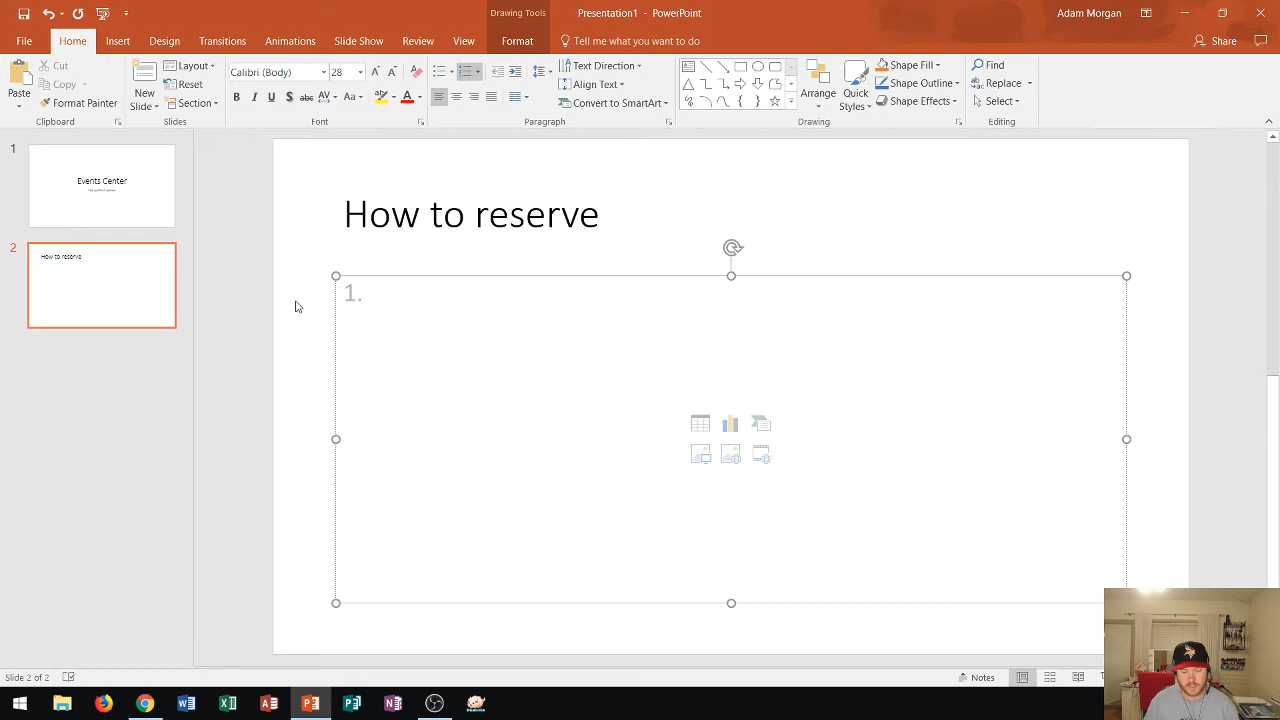 Drawing Tools
Presentation1 - PowerPoint
Adam Morgan
File
Home
Insert
Design
Transitions
Animations
Slide Show
Review
View
Format
Tell me what you want to do
Share
Paste
Cut
Copy
Format Painter
Clipboard
New
Slide
Layout
Reset
Section
Slides
Calibri (Body)
28
B I U S abc AV Aa A
Font
Text Direction
Align Text
Convert to SmartArt
Paragraph
Arrange
Quick
Styles
Shape Fill
Shape Outline
Shape Effects
Drawing
Find
Replace
Select
Editing
1
Events Center
2
How to reserve
How to reserve
1.
Slide 2 of 2
Notes